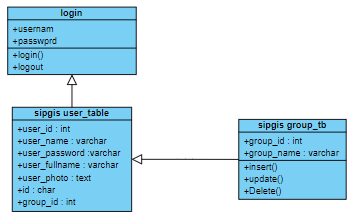 login
+usernam
+passwprd
+login()
+logout
sipgis user_table
+user_id : int
+user_name : varchar
+user_password :varchar
+user_fullname : varchar
+user_photo : text
+id : char
+group_id : int
sipgis group_tb
+group_id : int
+group_name : varchar
+insert()
+update()
+Delete()